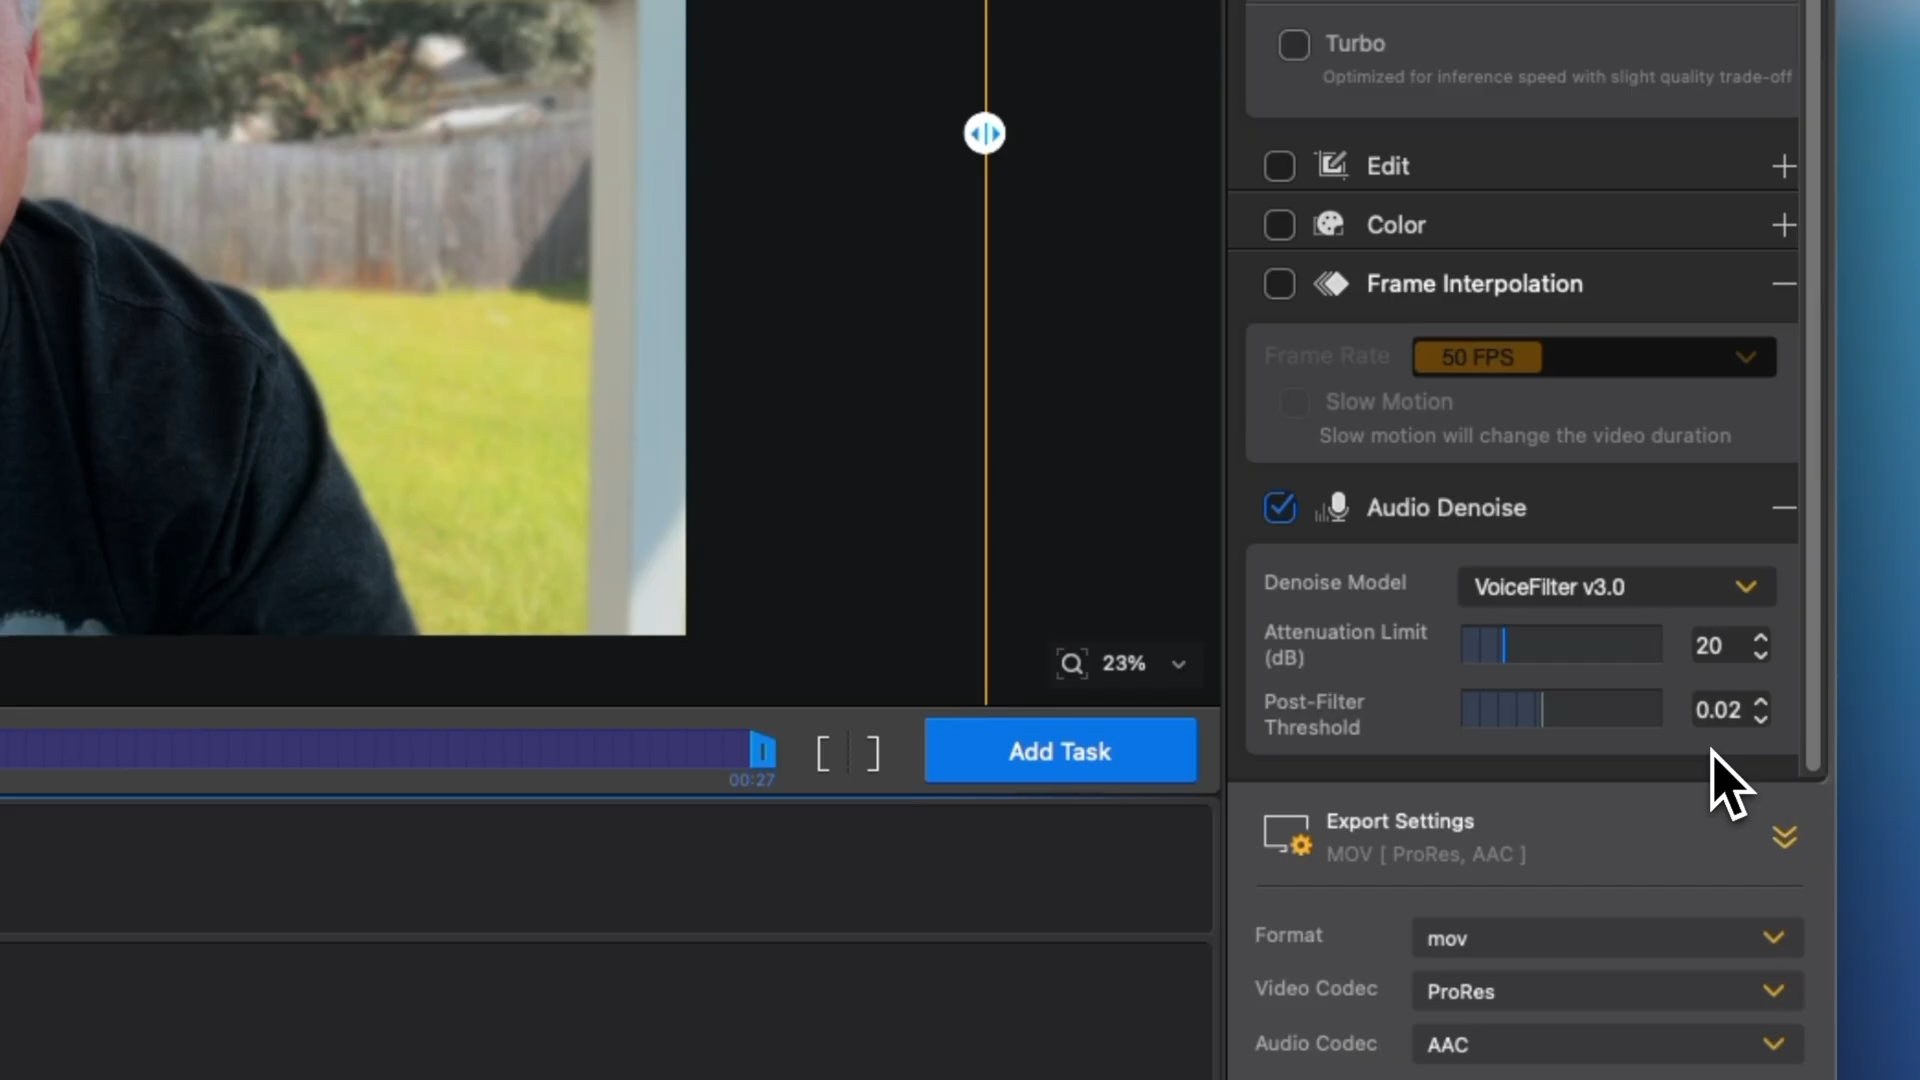 Turbo
Optimized for inference speed with slight quality trade-off
Edit
Color
Frame Interpolation
Frame Rate
50 FPS
Slow Motion
Slow motion will change the video duration
Audio Denoise
Denoise Model
VoiceFilter v3.0
Attenuation Limit
(dB)
20
Post-Filter
Threshold
0.02
23%
00:27
[ ]
Add Task
Export Settings
MOV [ ProRes, AAC ]
Format
mov
Video Codec
ProRes
Audio Codec
AAC